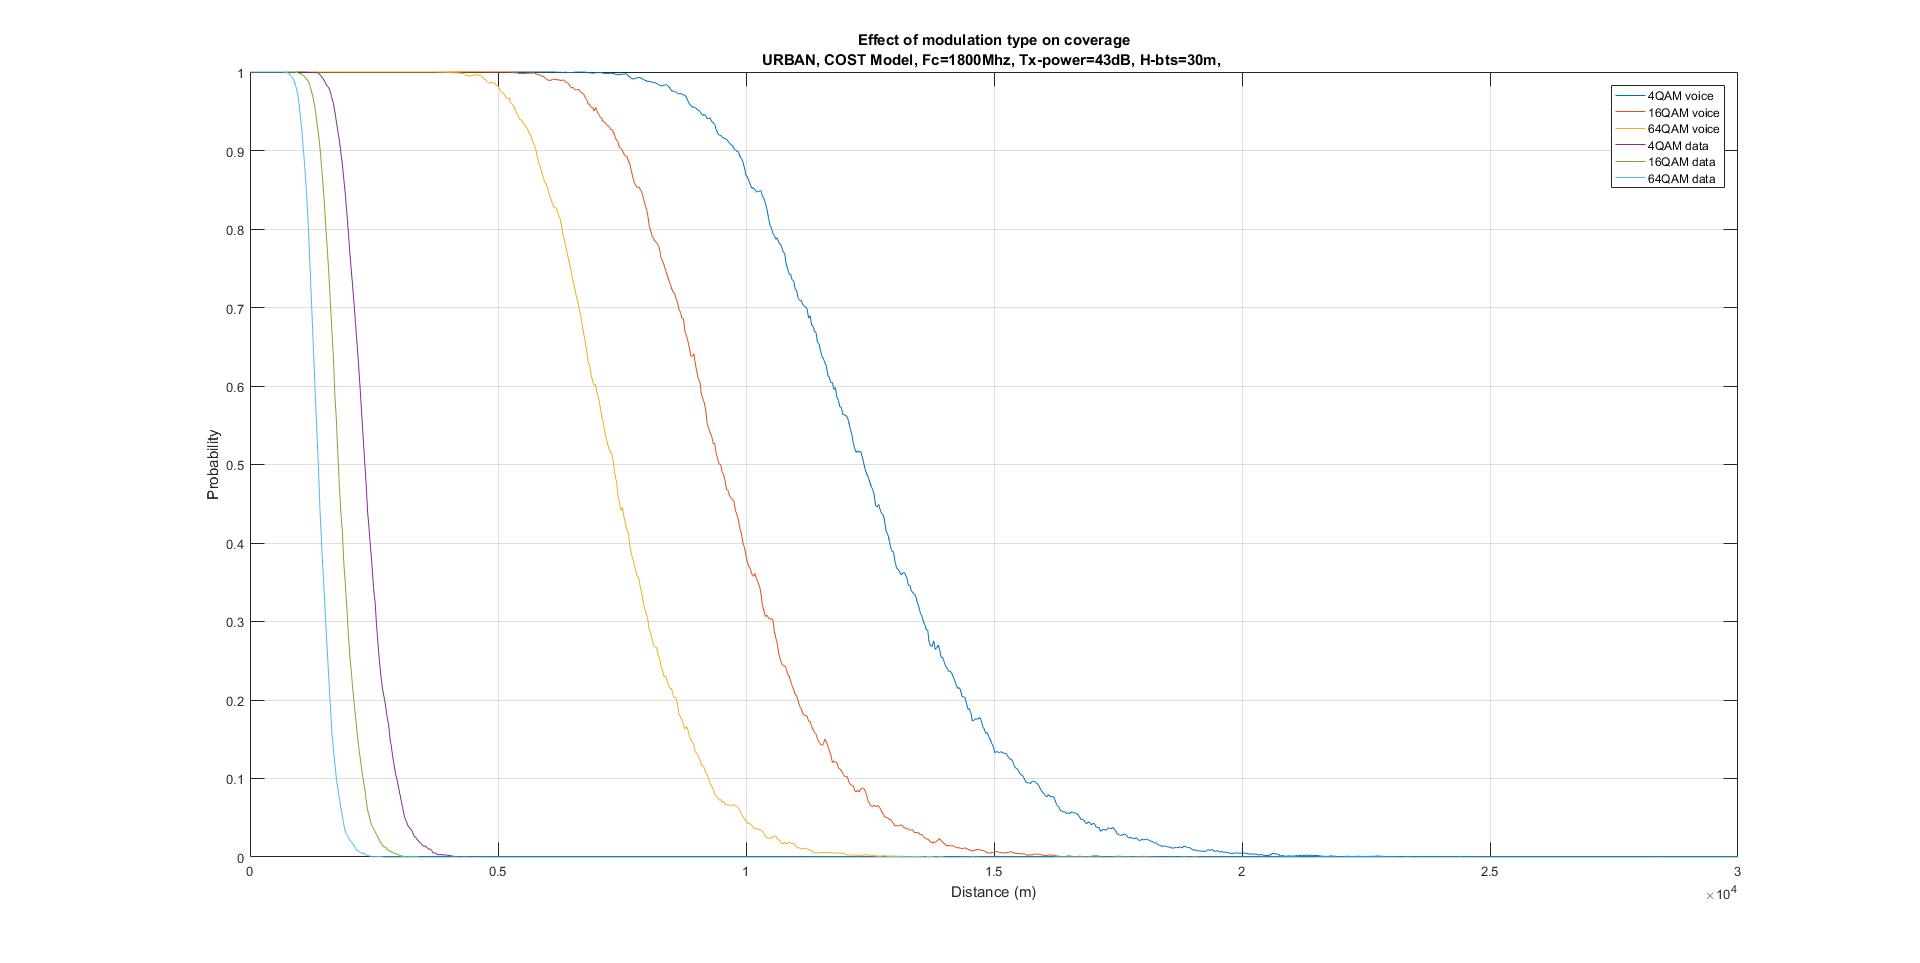 Effect of modulation type on coverage
URBAN, COST Model, Fc=1800Mhz, Tx-power=43dB, H-bts=30m,
4QAM voice
16QAM voice
64QAM voice
4QAM data
16QAM data
64QAM data
Probability
1
0.9
0.8
0.7
0.6
0.5
0.4
0.3
0.2
0.1
0
0 0.5 1 1.5 2 2.5 3
Distance (m)
×10^4